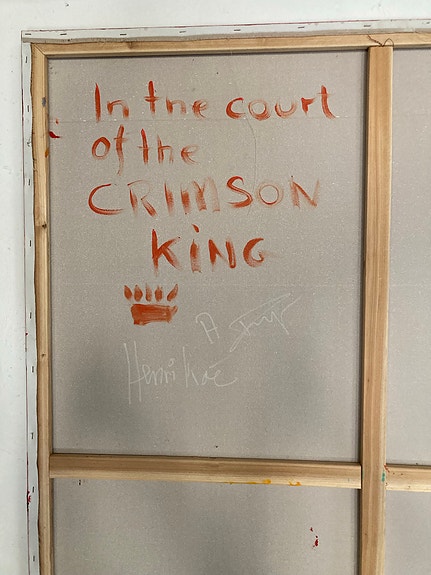 In the court
of the
CRIMSON
KING
A